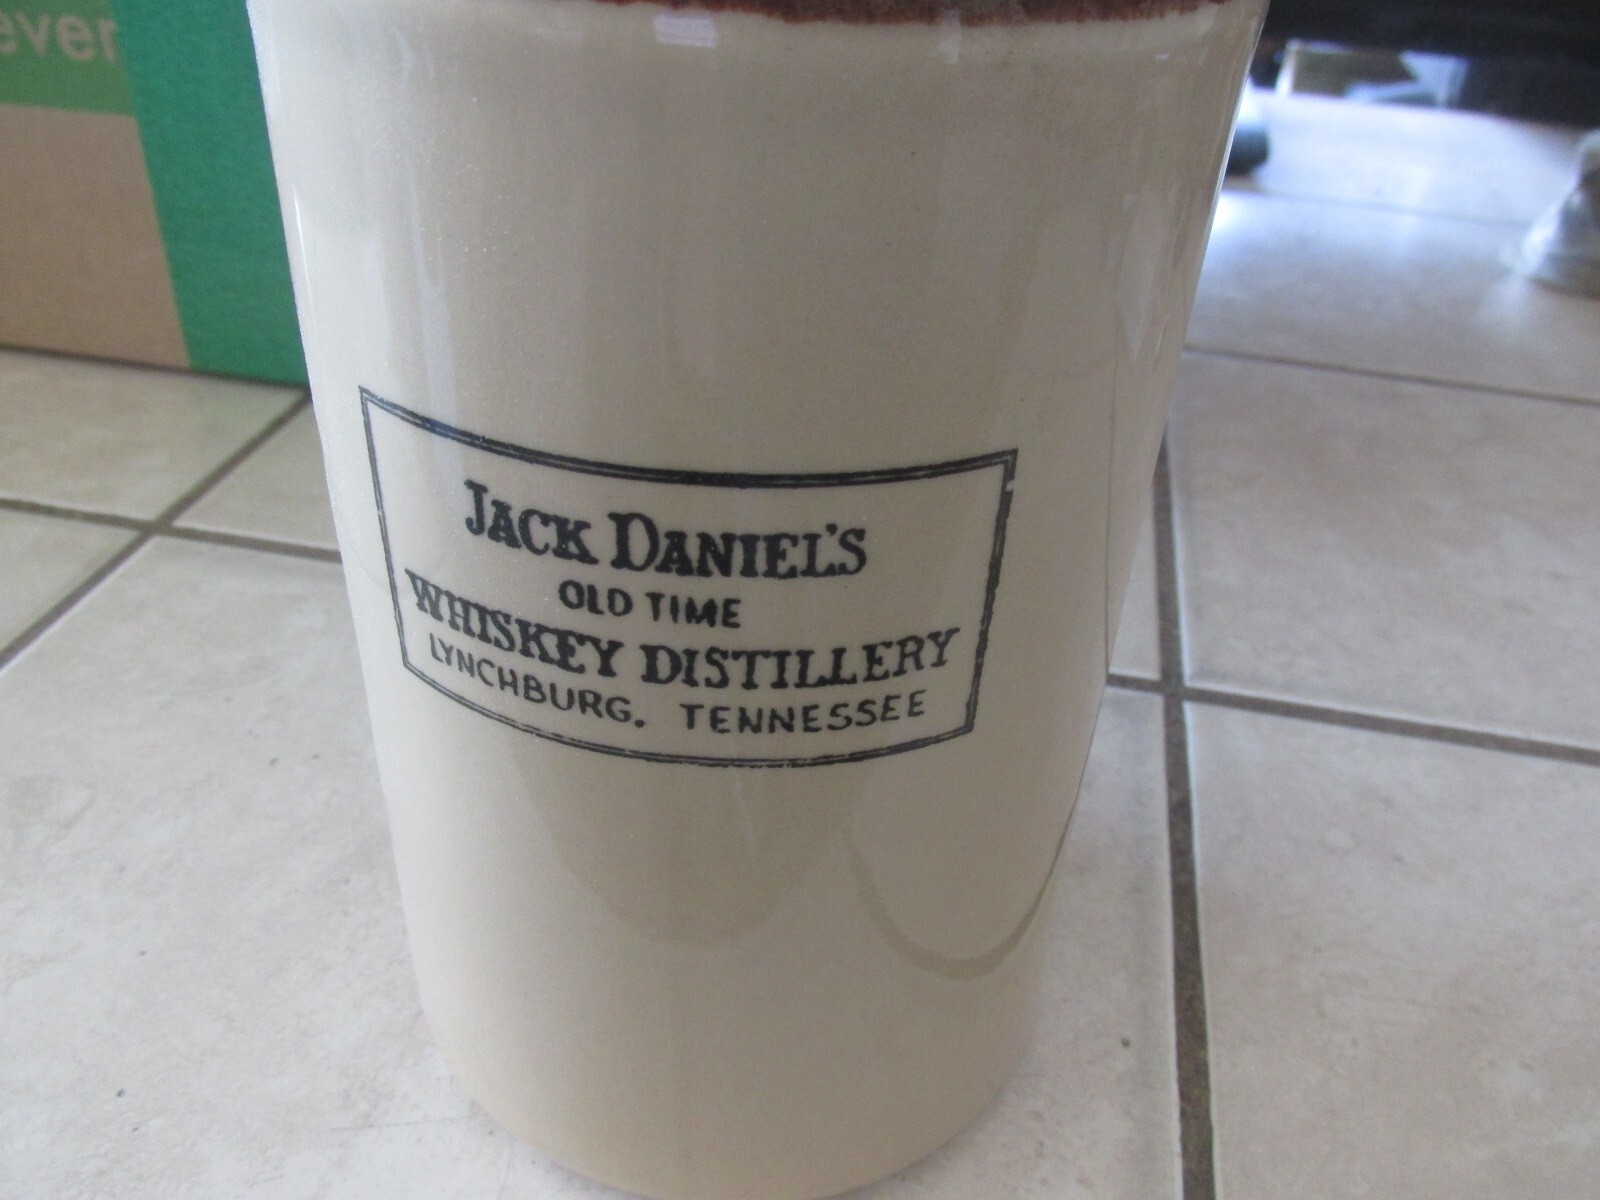 ever
JACK DANIEL'S
OLD TIME
WHISKEY DISTILLERY
LYNCHBURG. TENNESSEE